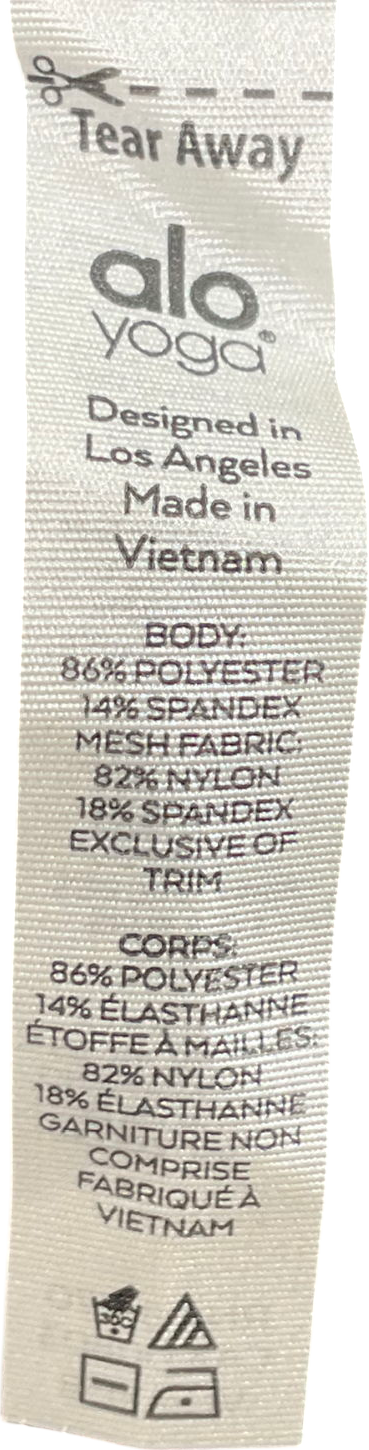 Tear Away
alo
yoga®
Designed in
Los Angeles
Made in
Vietnam
BODY:
86% POLYESTER
14% SPANDEX
MESH FABRIC:
82% NYLON
18% SPANDEX
EXCLUSIVE OF
TRIM
CORPS:
86% POLYESTER
14% ÉLASTHANNE
ÉTOFFE À MAILLES:
82% NYLON
18% ÉLASTHANNE
GARNITURE NON
COMPRISE
FABRIQUÉ À
VIETNAM